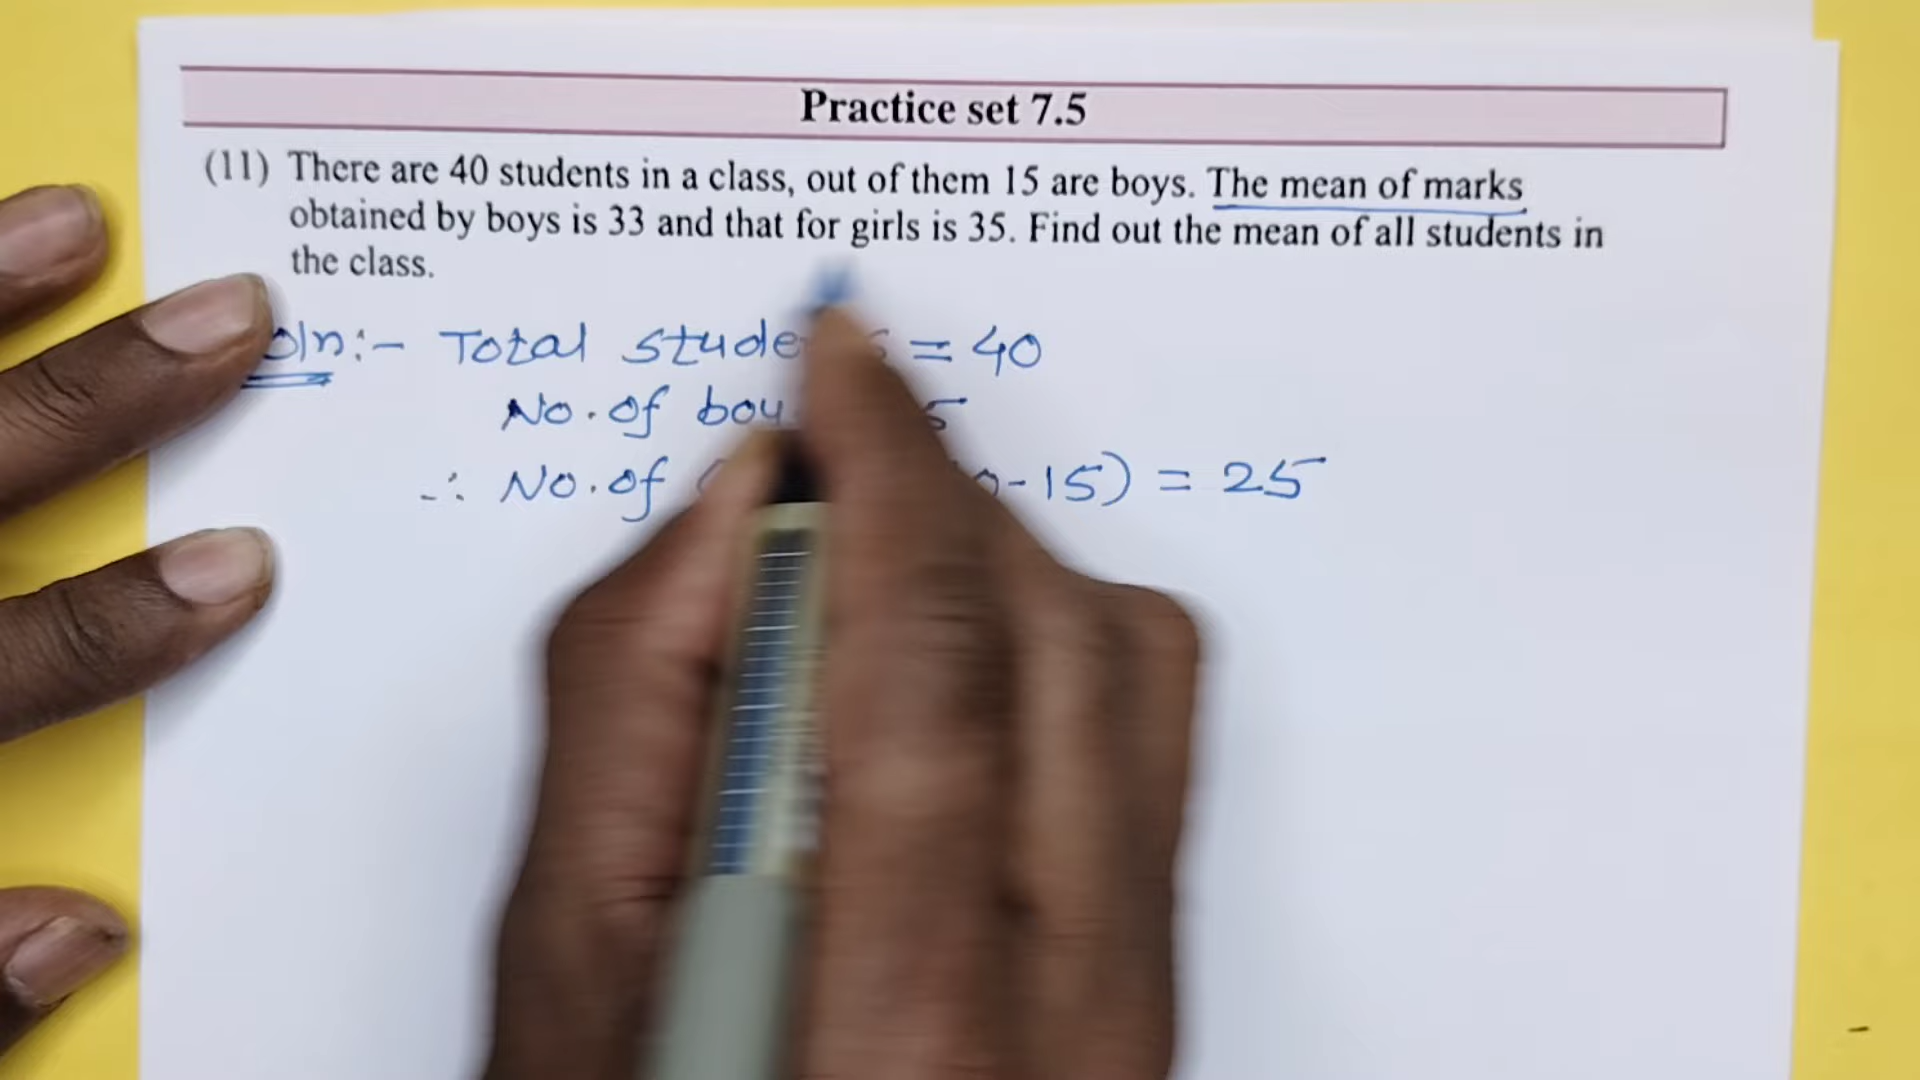 Practice set 7.5
(11) There are 40 students in a class, out of them 15 are boys. The mean of marks
obtained by boys is 33 and that for girls is 35. Find out the mean of all students in
the class.
oln :- Total = 40
No. of
∴ No. of -15) = 25